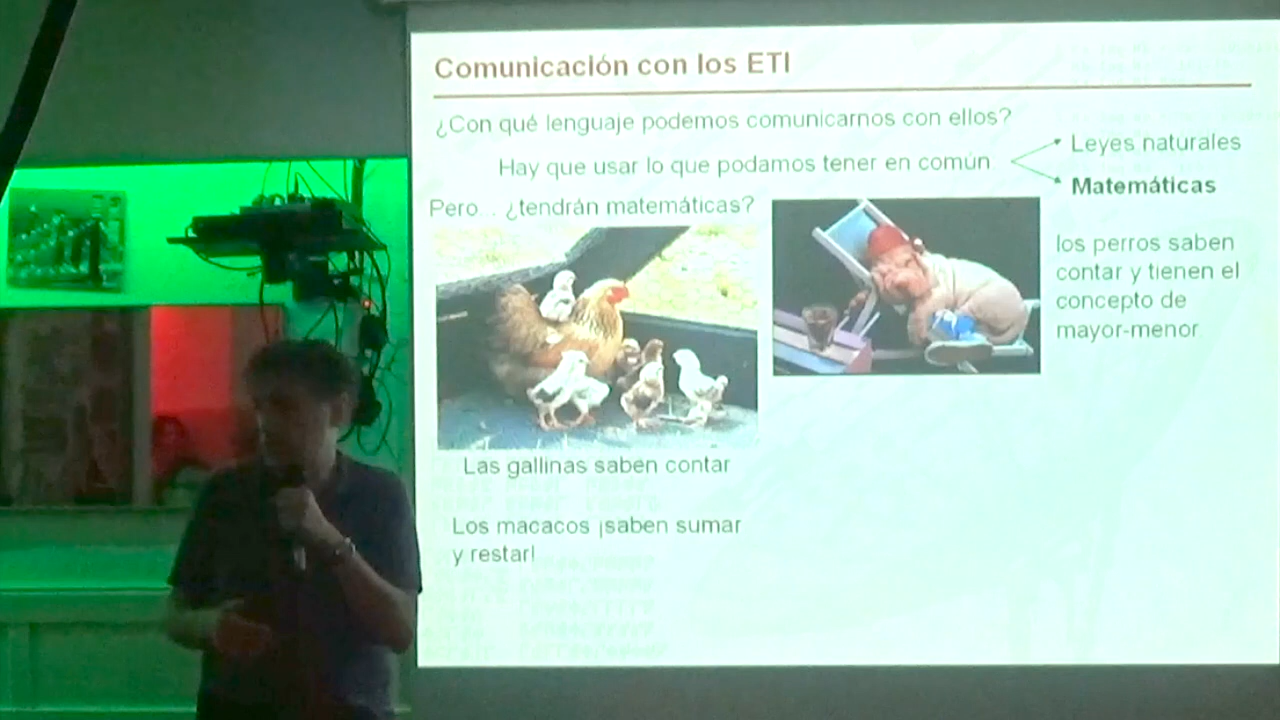 Comunicación con los ETI
¿Con qué lenguaje podemos comunicarnos con ellos?
Hay que usar lo que podamos tener en común
Leyes naturales
Matemáticas
Pero... ¿tendrán matemáticas?
los perros saben
contar y tienen el
concepto de
mayor-menor
Las gallinas saben contar
Los macacos ¡saben sumar
y restar!